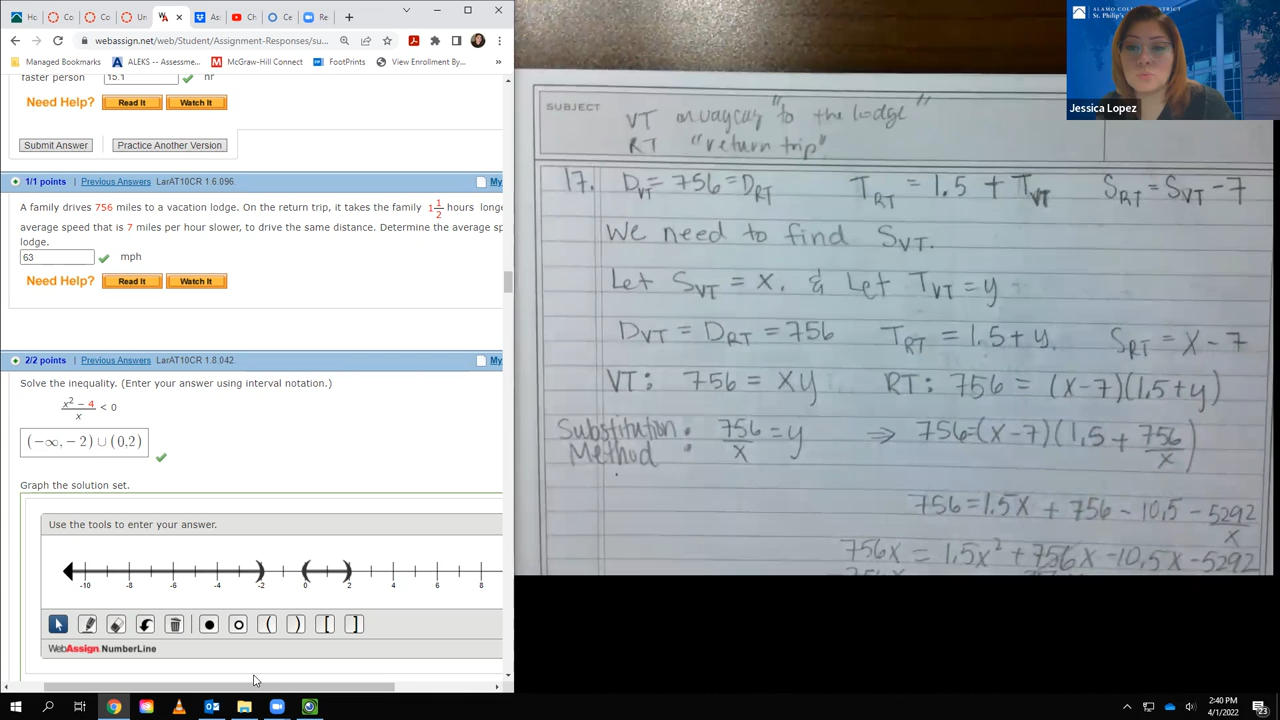 webassign.net/web/Student/Assignment-Responses/su...
Managed Bookmarks ALEKS -- Assessme... McGraw-Hill Connect FootPrints View Enrollment By...
faster person 15.1 hr
Need Help? Read It Watch It
Submit Answer Practice Another Version
1/1 points Previous Answers LarAT10CR 1.6.096. My
A family drives 756 miles to a vacation lodge. On the return trip, it takes the family 1 1/2 hours longe
average speed that is 7 miles per hour slower, to drive the same distance. Determine the average sp
lodge.
63 mph
Need Help? Read It Watch It
2/2 points Previous Answers LarAT10CR 1.8.042. My
Solve the inequality. (Enter your answer using interval notation.)
x² − 4 / x < 0
(−∞, −2) ∪ (0,2)
Graph the solution set.
Use the tools to enter your answer.
-10 -8 -6 -4 -2 0 2 4 6 8
( ) [ ]
WebAssign. NumberLine
2:40 PM
4/1/2022
23
ALAMO COLLEGES DISTRICT
St. Philip's
Jessica Lopez
SUBJECT
VT "to the lodge"
RT "return trip"
17. D_VT = 756 = D_RT T_RT = 1.5 + T_VT S_RT = S_VT − 7
We need to find S_VT.
Let S_VT = x. & Let T_VT = y
D_VT = D_RT = 756 T_RT = 1.5 + y. S_RT = x − 7
VT: 756 = xy RT: 756 = (x−7)(1.5+y)
Substitution Method : 756/x = y ⇒ 756=(x−7)(1.5 + 756/x)
756 = 1.5x + 756 − 10.5 − 5292/x
756x = 1.5x² + 756x − 10.5x − 5292